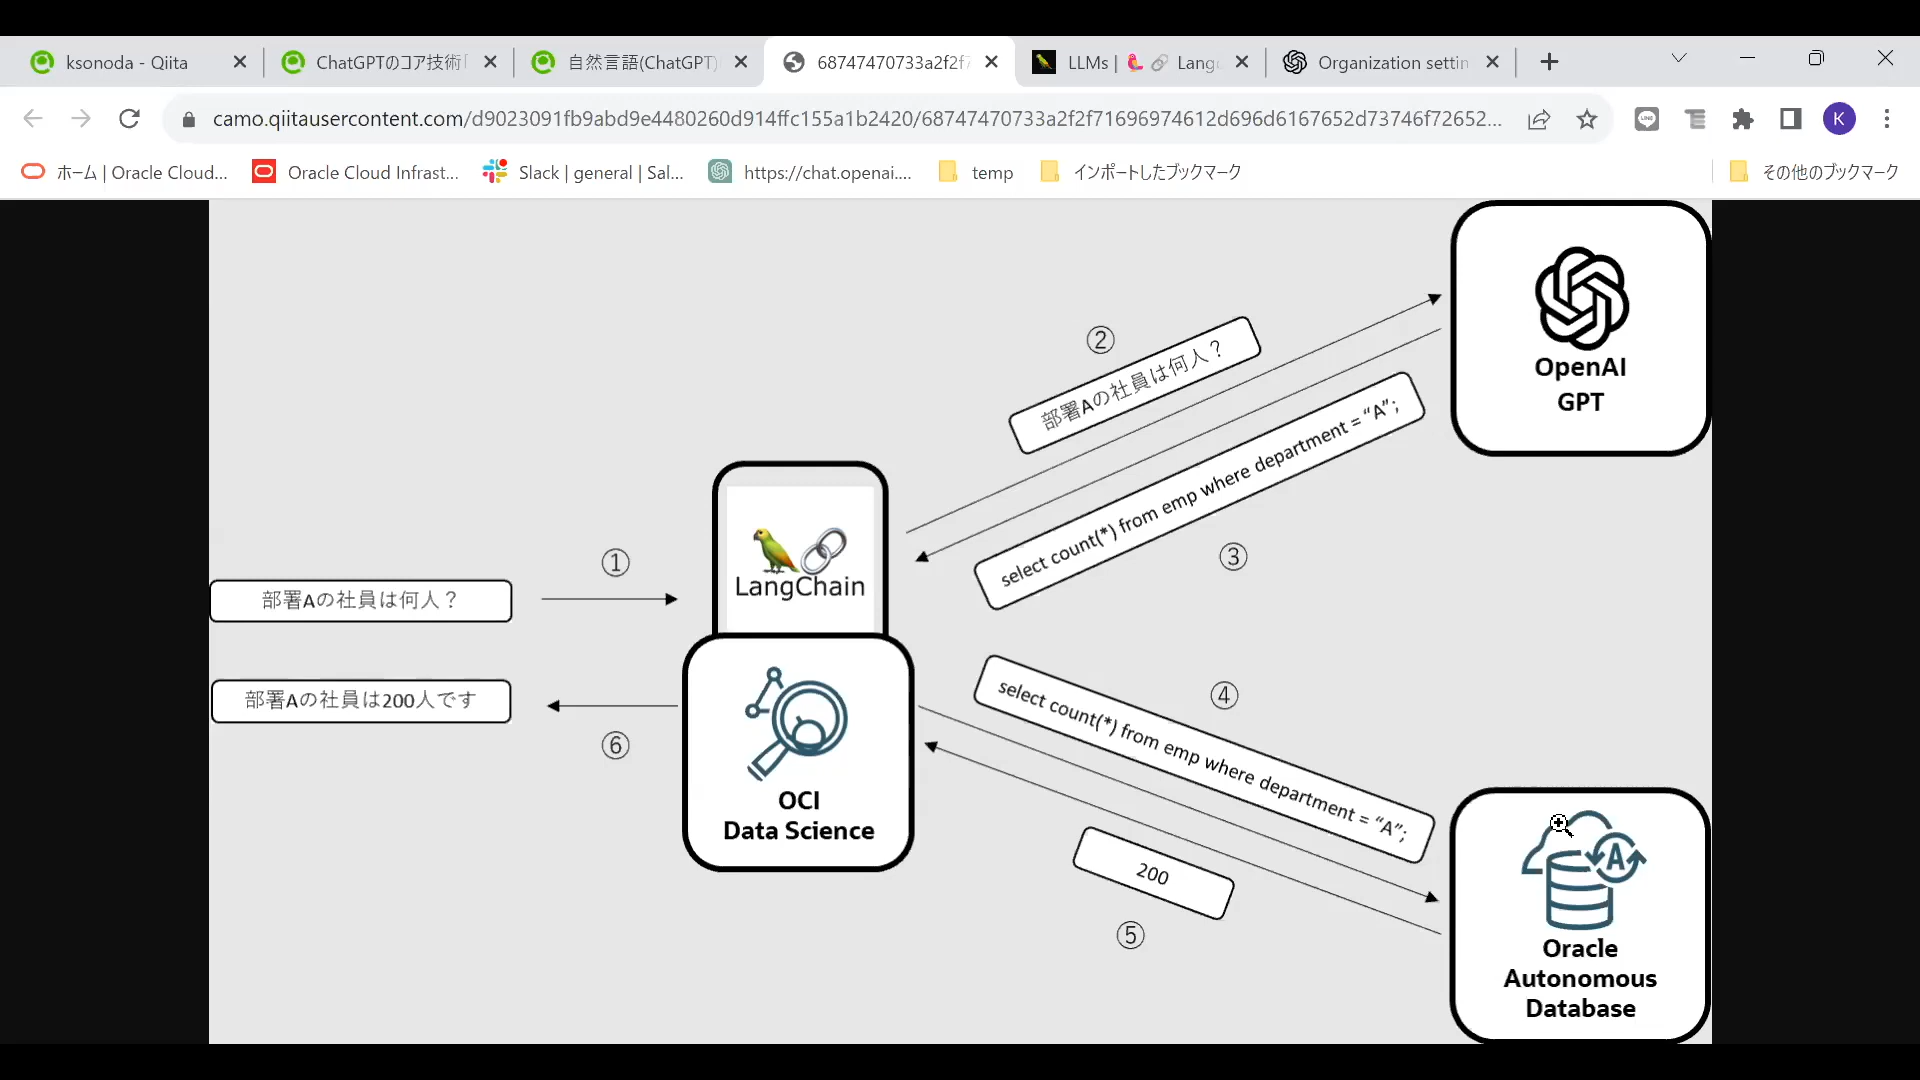 ksonoda - Qiita
ChatGPTのコア技術「
自然言語(ChatGPT)
68747470733a2f2f7
LLMs | 🦜️🔗 Lang
Organization settin
camo.qiitausercontent.com/d9023091fb9abd9e4480260d914ffc155a1b2420/68747470733a2f2f71696974612d696d6167652d73746f72652...
K
ホーム | Oracle Cloud...
Oracle Cloud Infrast...
Slack | general | Sal...
https://chat.openai....
temp
インポートしたブックマーク
その他のブックマーク
OpenAI
GPT
②
部署Aの社員は何人？
select count(*) from emp where department = “A”;
③
LangChain
①
部署Aの社員は何人？
部署Aの社員は200人です
⑥
OCI
Data Science
④
select count(*) from emp where department = “A”;
200
⑤
A
Oracle
Autonomous
Database